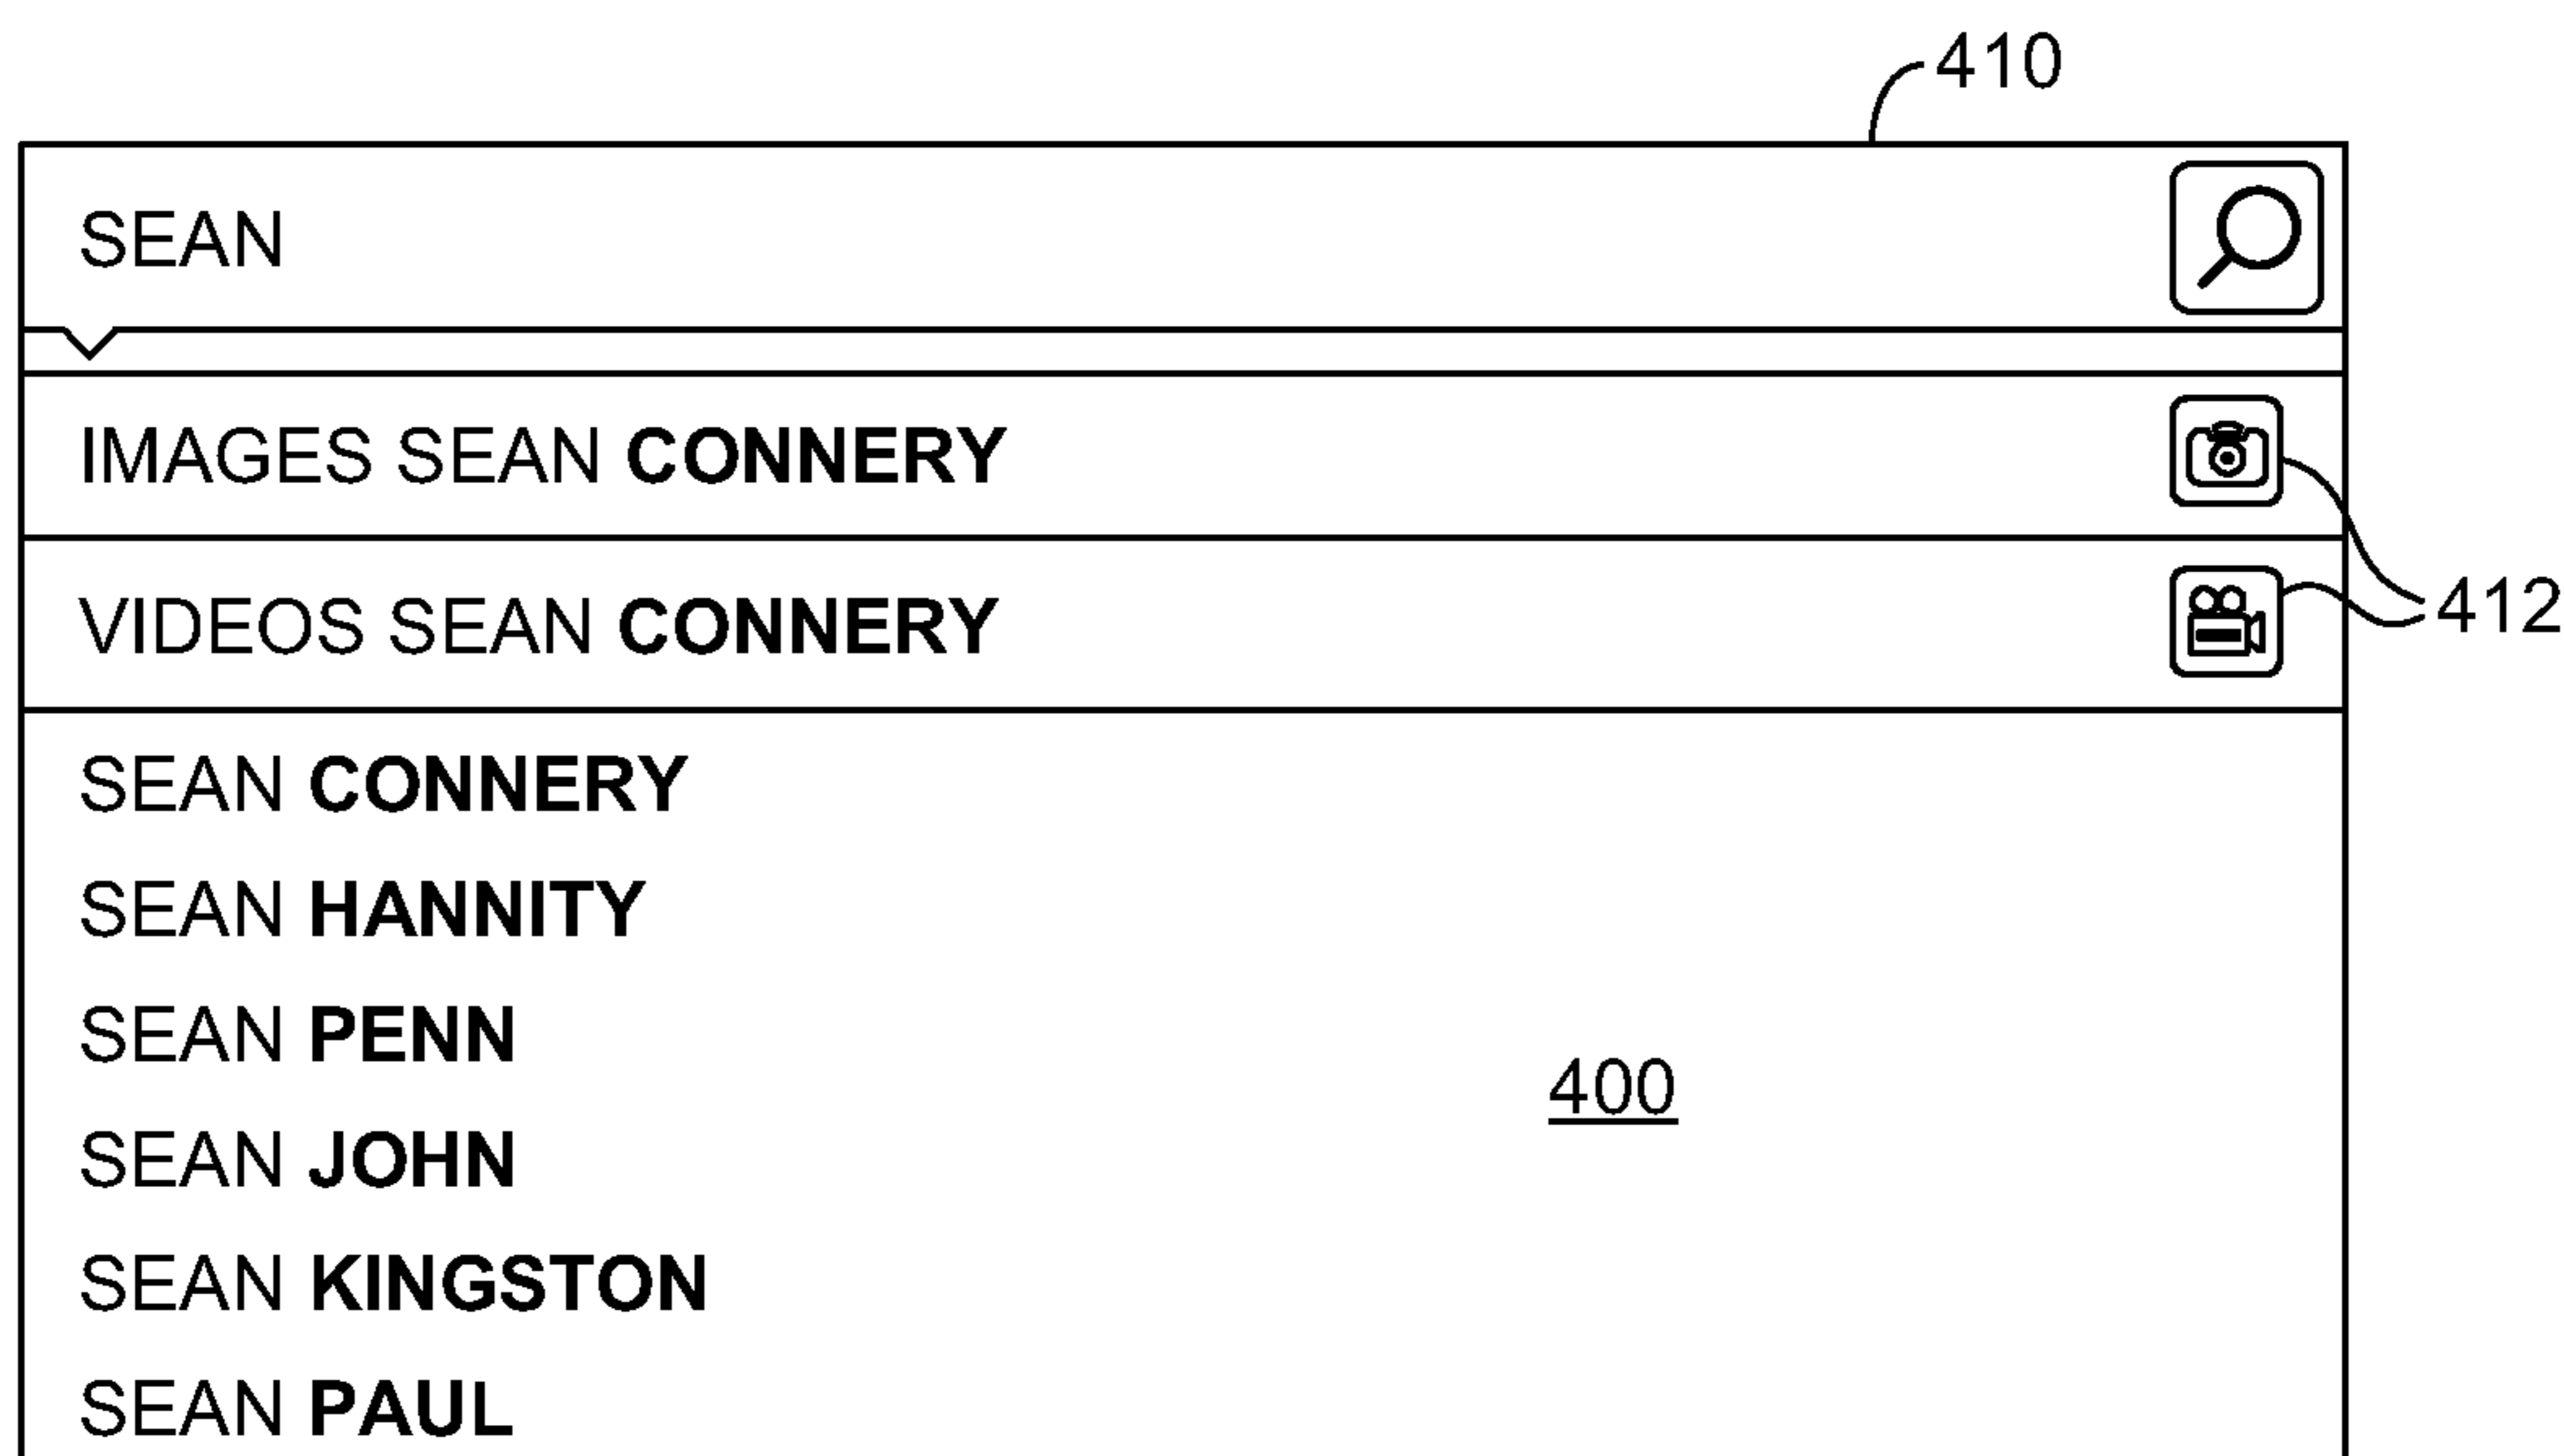 410
SEAN
IMAGES SEAN CONNERY
VIDEOS SEAN CONNERY
412
SEAN CONNERY
SEAN HANNITY
SEAN PENN
400
SEAN JOHN
SEAN KINGSTON
SEAN PAUL